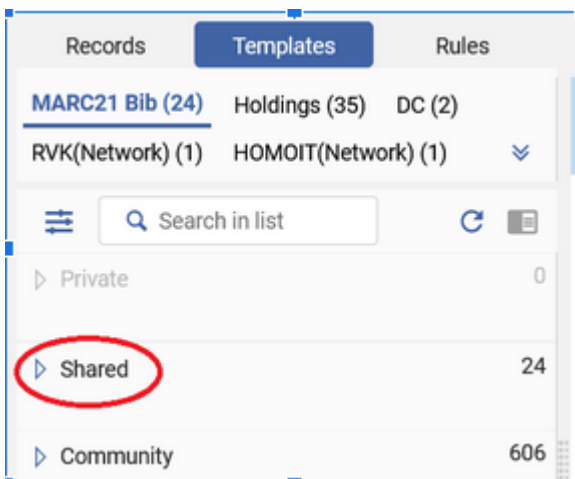 Records Templates Rules
MARC21 Bib (24) Holdings (35) DC (2)
RVK(Network) (1) HOMOIT(Network) (1)
Search in list
Private 0
Shared 24
Community 606